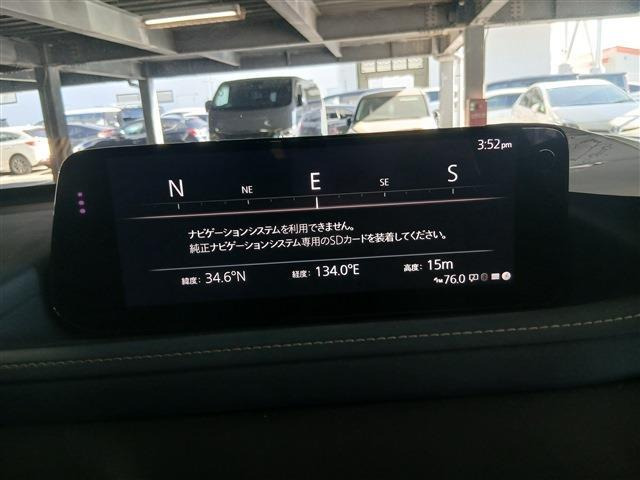 3:52pm
N NE E SE S
ナビゲーションシステムを利用できません。
純正ナビゲーションシステム専用のSDカードを装着してください。
緯度: 34.6°N 経度: 134.0°E 高度: 15m
FM76.0